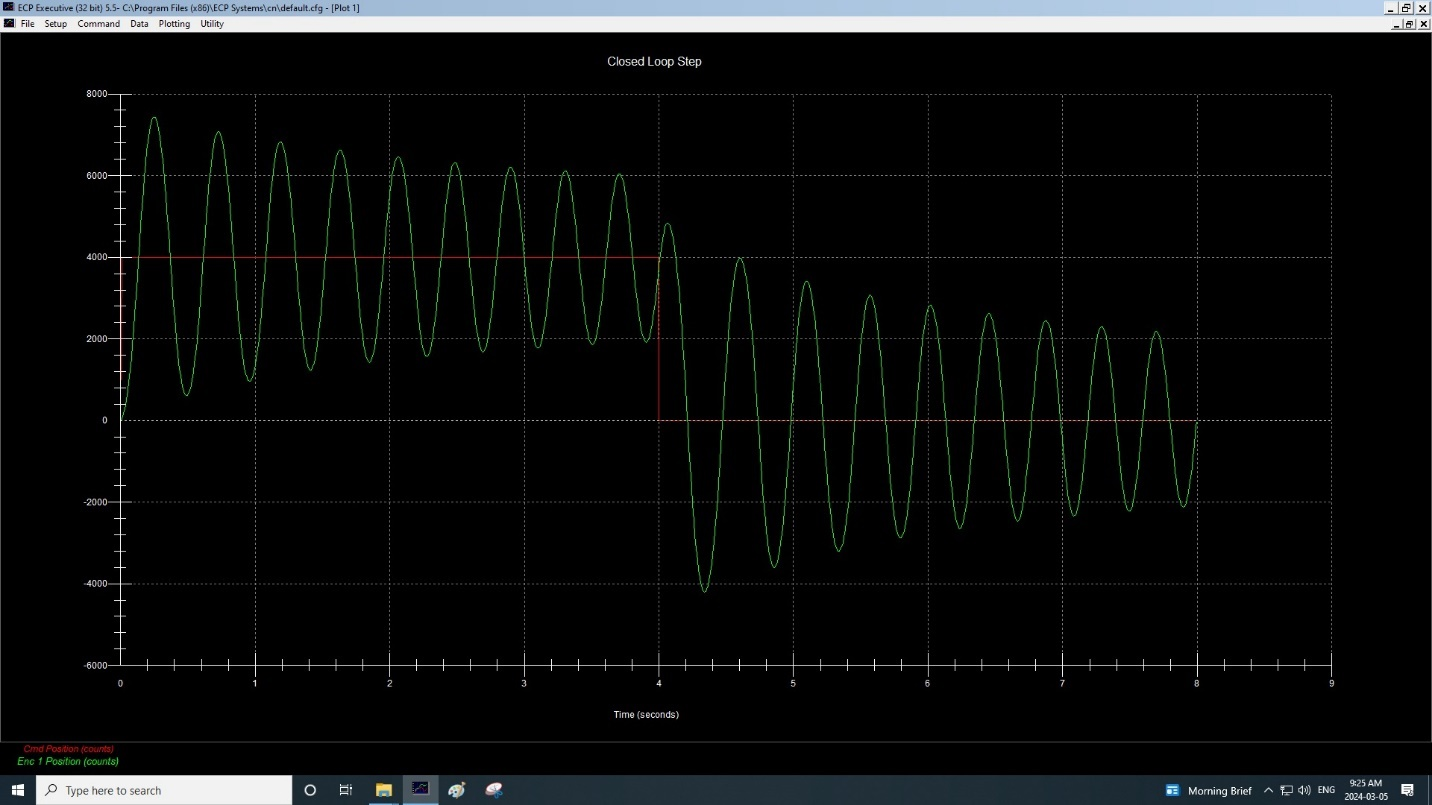 ECP Executive (32 bit) 5.5- C:\Program Files (x86)\ECP Systems\cn\default.cfg - [Plot 1]
File Setup Command Data Plotting Utility
Closed Loop Step
8000
6000
4000
2000
0
-2000
-4000
-6000
0 1 2 3 4 5 6 7 8 9
Time (seconds)
Cmd Position (counts)
Enc 1 Position (counts)
Type here to search
Morning Brief
ENG
9:25 AM
2024-03-05